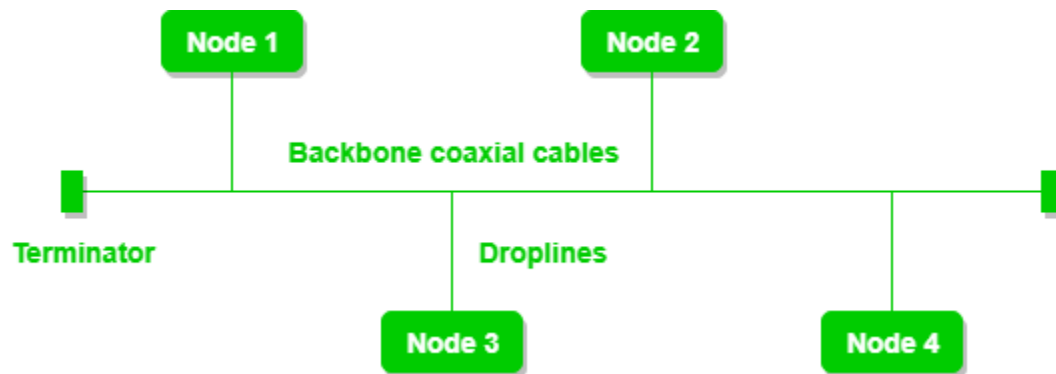 Node 1
Node 2
Backbone coaxial cables
Terminator
Droplines
Node 3
Node 4